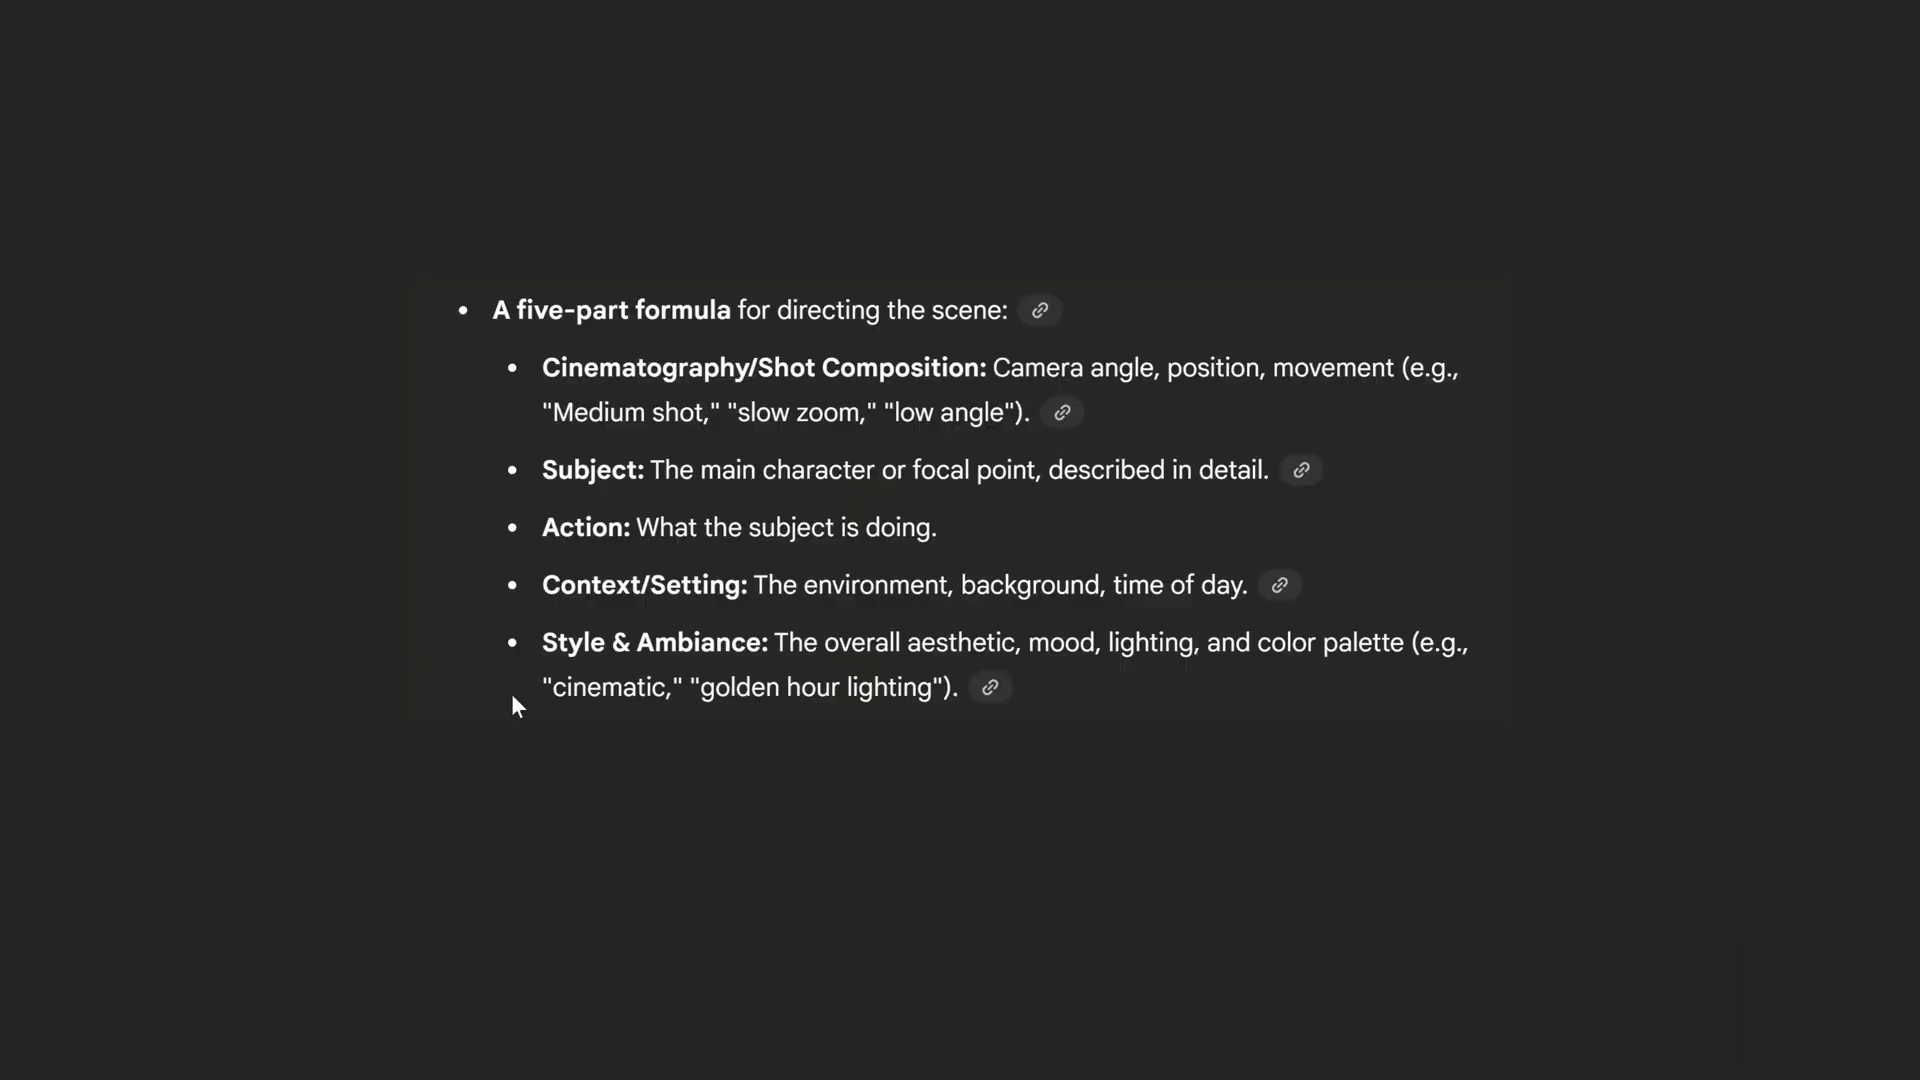 • A five-part formula for directing the scene:
• Cinematography/Shot Composition: Camera angle, position, movement (e.g.,
"Medium shot," "slow zoom," "low angle").
• Subject: The main character or focal point, described in detail.
• Action: What the subject is doing.
• Context/Setting: The environment, background, time of day.
• Style & Ambiance: The overall aesthetic, mood, lighting, and color palette (e.g.,
"cinematic," "golden hour lighting").